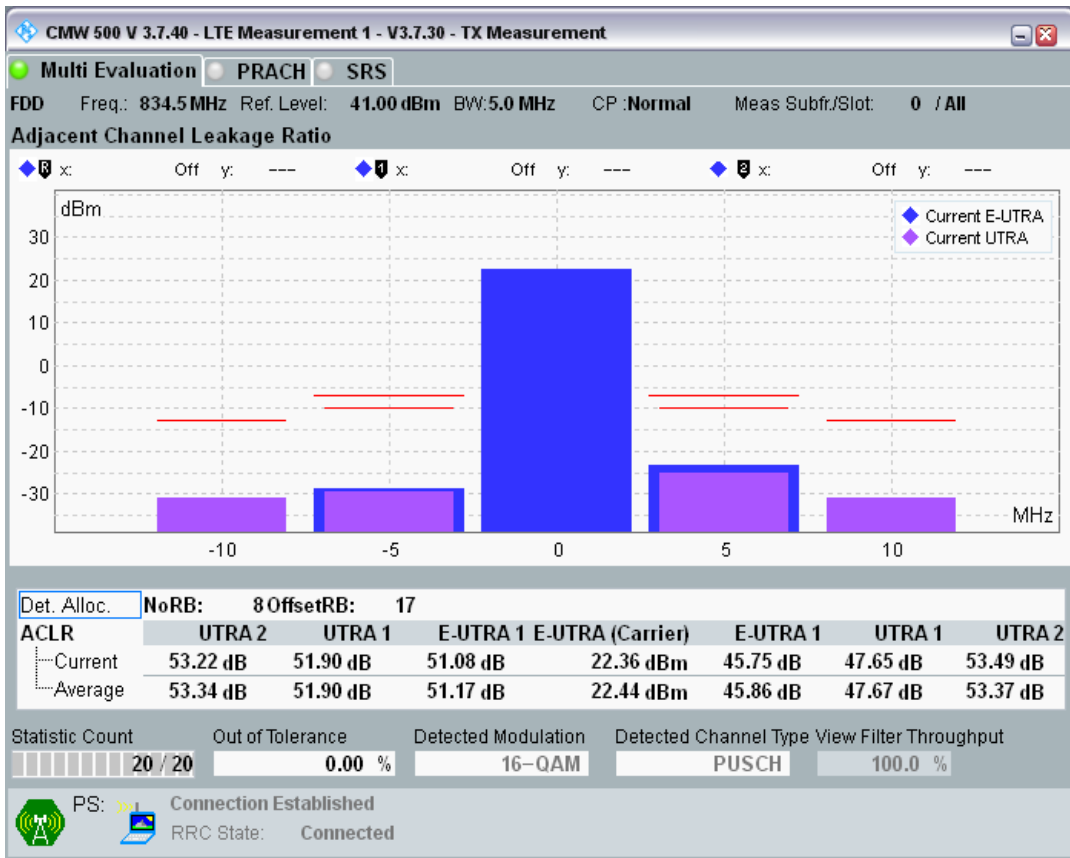 CMW 500 V 3.7.40 - LTE Measurement 1 - V3.7.30 - TX Measurement
Multi Evaluation PRACH SRS
FDD Freq.: 834.5 MHz Ref. Level: 41.00 dBm BW:5.0 MHz CP :Normal Meas Subfr./Slot: 0 / All
Adjacent Channel Leakage Ratio
R x: Off y: --- 1 x: Off y: --- 2 x: Off y: ---
dBm
Current E-UTRA
Current UTRA
30
20
10
0
-10
-20
-30
MHz
-10 -5 0 5 10
Det. Alloc. NoRB: 8 OffsetRB: 17
ACLR UTRA 2 UTRA 1 E-UTRA 1 E-UTRA (Carrier) E-UTRA 1 UTRA 1 UTRA 2
Current 53.22 dB 51.90 dB 51.08 dB 22.36 dBm 45.75 dB 47.65 dB 53.49 dB
Average 53.34 dB 51.90 dB 51.17 dB 22.44 dBm 45.86 dB 47.67 dB 53.37 dB
Statistic Count Out of Tolerance Detected Modulation Detected Channel Type View Filter Throughput
20 / 20 0.00 % 16-QAM PUSCH 100.0 %
PS: Connection Established
RRC State: Connected